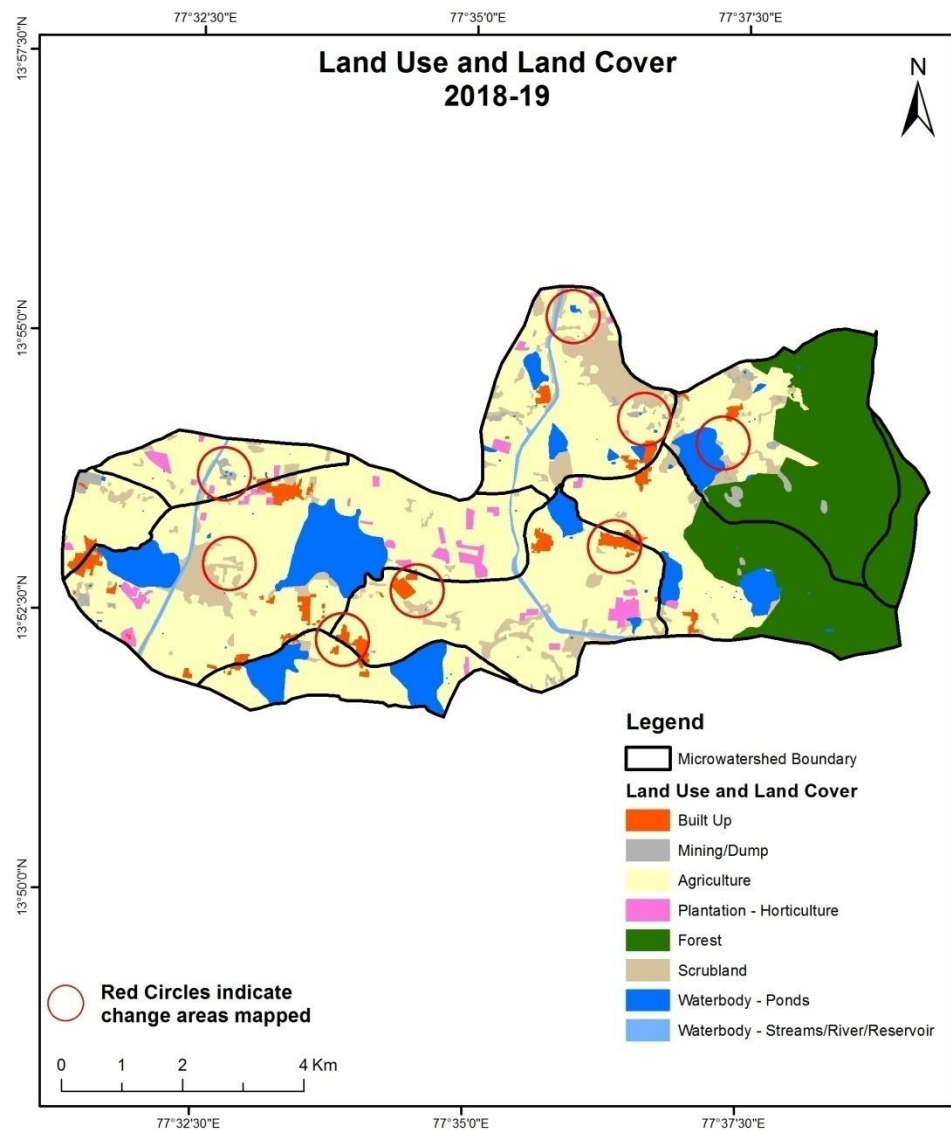 77°32'30"E
77°35'0"E
77°37'30"E
13°57'30"N
Land Use and Land Cover
2018-19
N
13°55'0"N
13°52'30"N
13°50'0"N
Legend
Microwatershed Boundary
Land Use and Land Cover
Built Up
Mining/Dump
Agriculture
Plantation - Horticulture
Forest
Scrubland
Waterbody - Ponds
Waterbody - Streams/River/Reservoir
Red Circles indicate
change areas mapped
0 1 2 4 Km
77°32'30"E
77°35'0"E
77°37'30"E